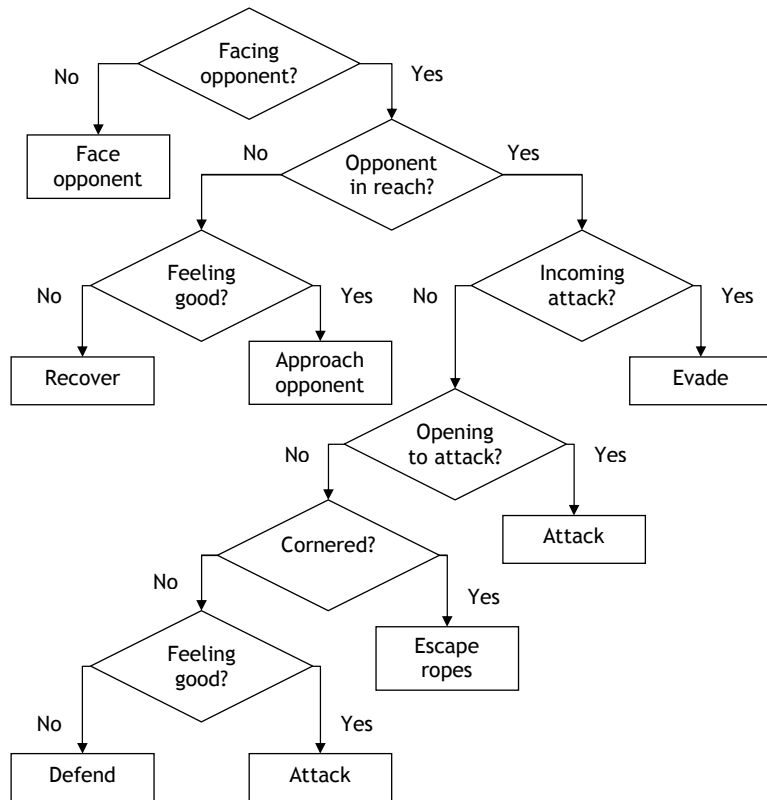 Facing
opponent?
No
Yes
Face
opponent
No
Opponent
in reach?
Yes
Feeling
good?
No
Yes
Incoming
attack?
No
Yes
Recover
Approach
opponent
Evade
Opening
to attack?
No
Yes
Cornered?
Attack
No
Yes
Feeling
good?
Escape
ropes
No
Yes
Defend
Attack